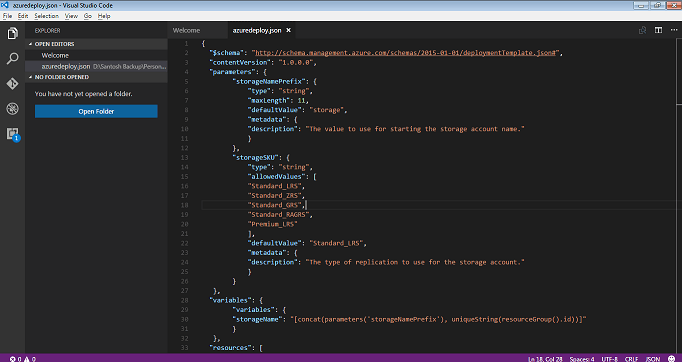 azuredeploy.json - Visual Studio Code
File Edit Selection View Go Help
EXPLORER
OPEN EDITORS
Welcome
azuredeploy.json D:\Santosh Backup\Person...
NO FOLDER OPENED
You have not yet opened a folder.
Open Folder
1
Welcome
azuredeploy.json
1 {
2 "$schema": "http://schema.management.azure.com/schemas/2015-01-01/deploymentTemplate.json#",
3 "contentVersion": "1.0.0.0",
4 "parameters": {
5 "storageNamePrefix": {
6 "type": "string",
7 "maxLength": 11,
8 "defaultValue": "storage",
9 "metadata": {
10 "description": "The value to use for starting the storage account name."
11 }
12 },
13 "storageSKU": {
14 "type": "string",
15 "allowedValues": [
16 "Standard_LRS",
17 "Standard_ZRS",
18 "Standard_GRS",
19 "Standard_RAGRS",
20 "Premium_LRS"
21 ],
22 "defaultValue": "Standard_LRS",
23 "metadata": {
24 "description": "The type of replication to use for the storage account."
25 }
26 }
27 },
28 "variables": {
29 "variables": {
30 "storageName": "[concat(parameters('storageNamePrefix'), uniqueString(resourceGroup().id))]"
31 }
32 },
33 "resources": [
0 0
Ln 18, Col 28 Spaces: 4 UTF-8 CRLF JSON